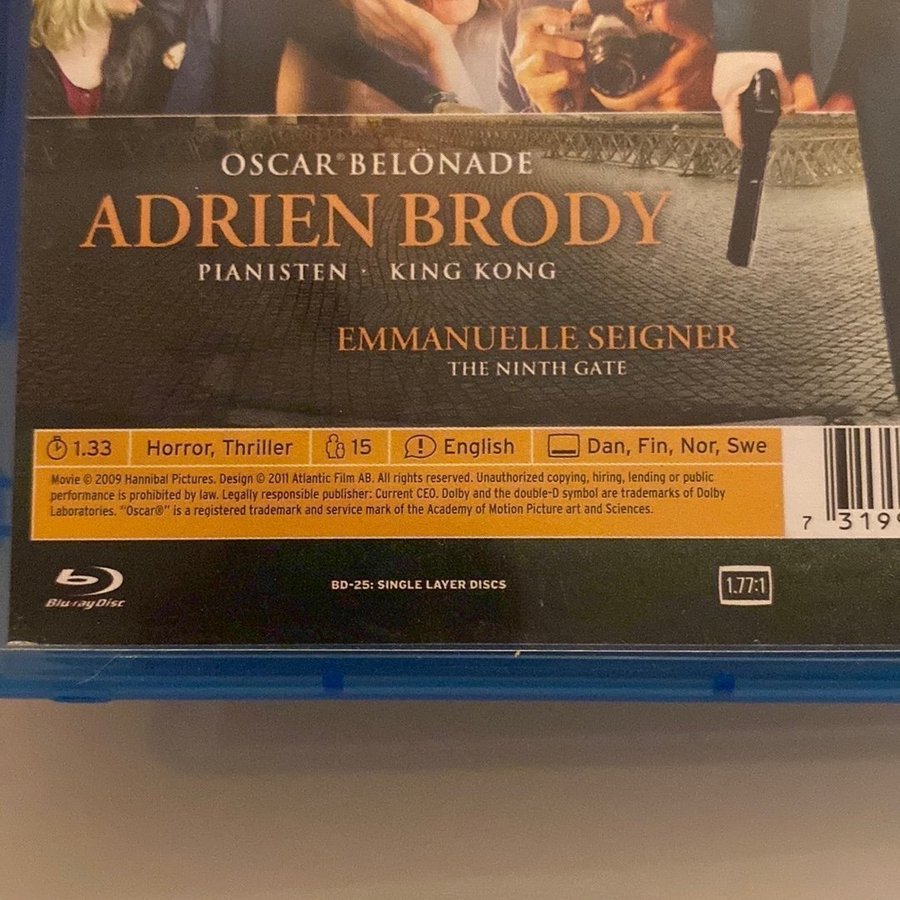 OSCAR® BELÖNADE
ADRIEN BRODY
PIANISTEN · KING KONG
EMMANUELLE SEIGNER
THE NINTH GATE
1.33 Horror, Thriller 15 English Dan, Fin, Nor, Swe
Movie © 2009 Hannibal Pictures. Design © 2011 Atlantic Film AB. All rights reserved. Unauthorized copying, hiring, lending or public
performance is prohibited by law. Legally responsible publisher: Current CEO. Dolby and the double-D symbol are trademarks of Dolby
Laboratories. "Oscar®" is a registered trademark and service mark of the Academy of Motion Picture art and Sciences.
7 3199
Blu-ray Disc
BD-25: SINGLE LAYER DISCS
1.77:1